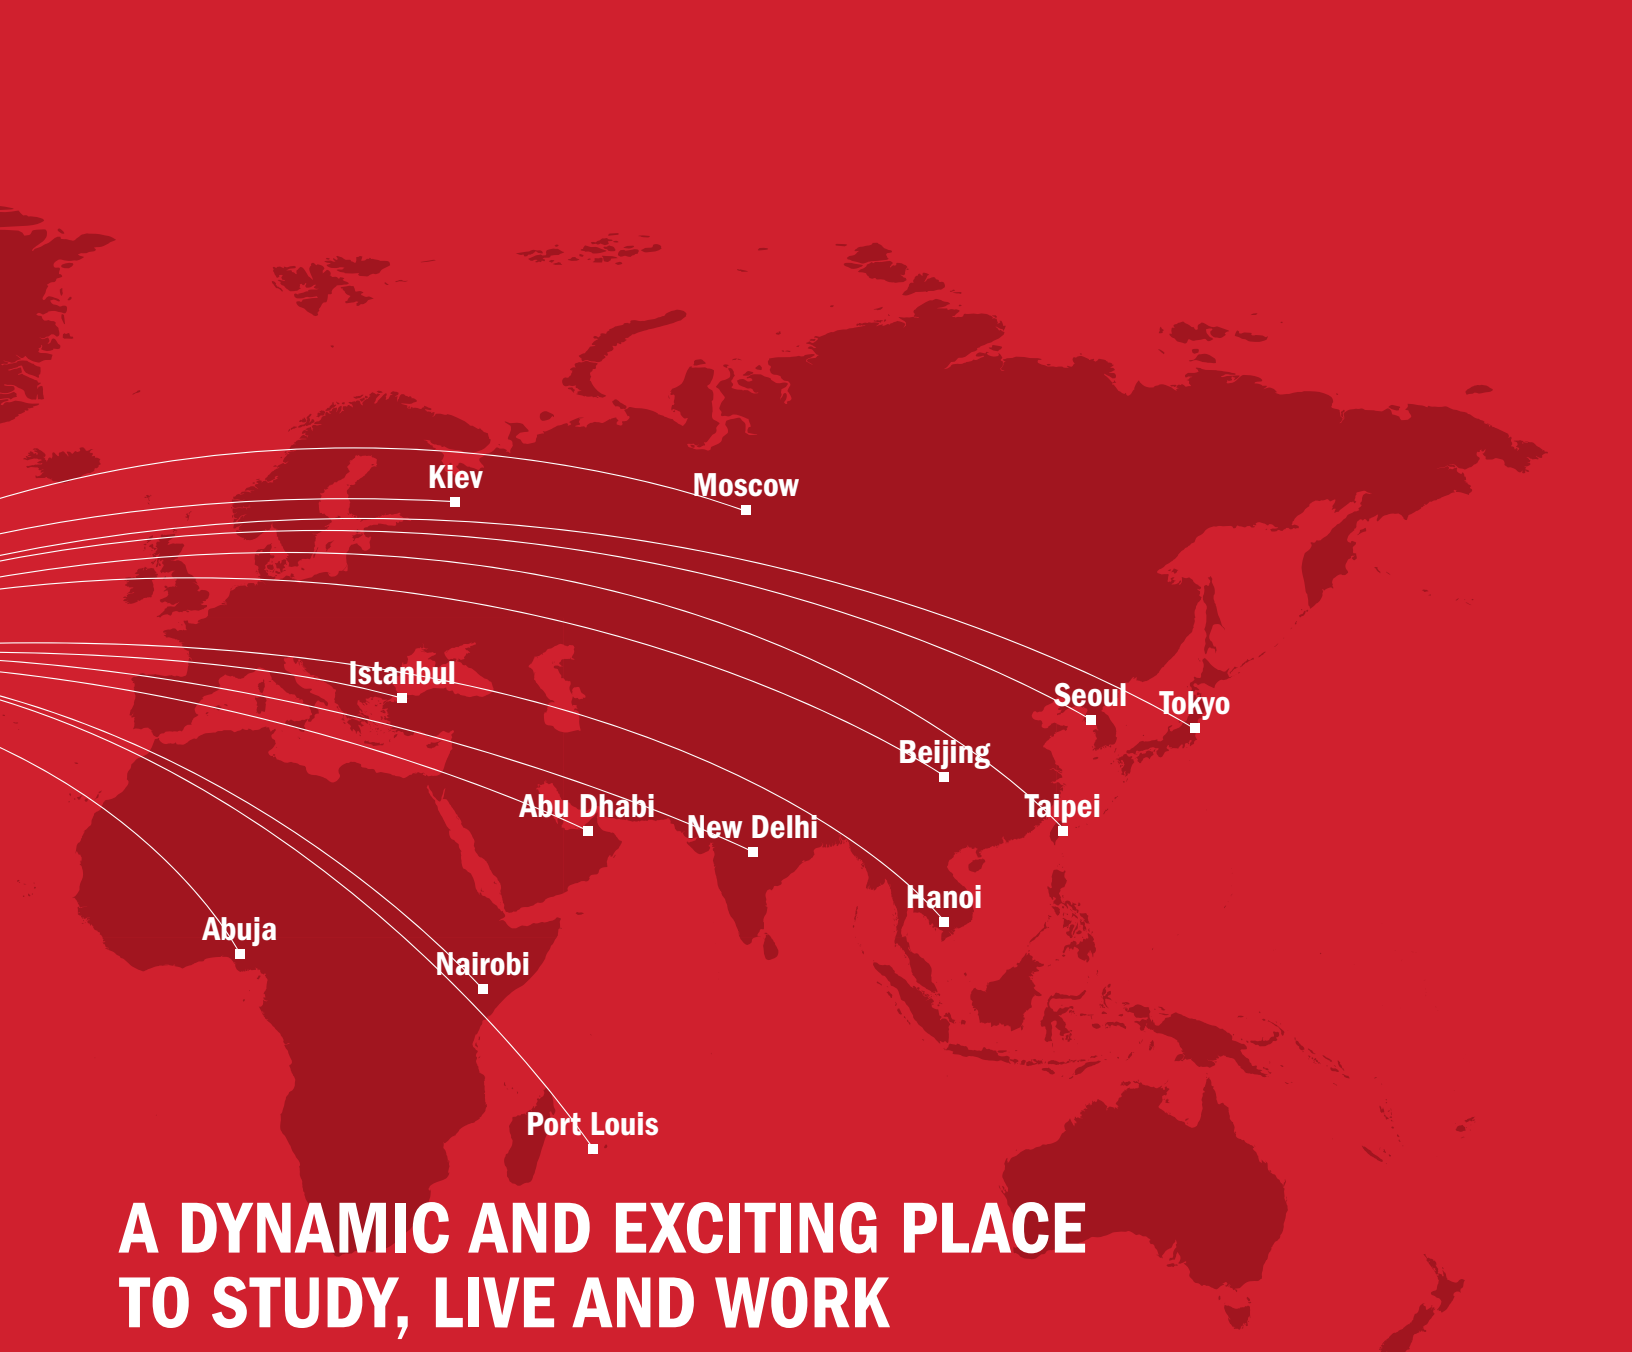 Kiev
Moscow
Istanbul
Seoul
Tokyo
Beijing
Abu Dhabi
Taipei
New Delhi
Hanoi
Abuja
Nairobi
Port Louis
A DYNAMIC AND EXCITING PLACE
TO STUDY, LIVE AND WORK